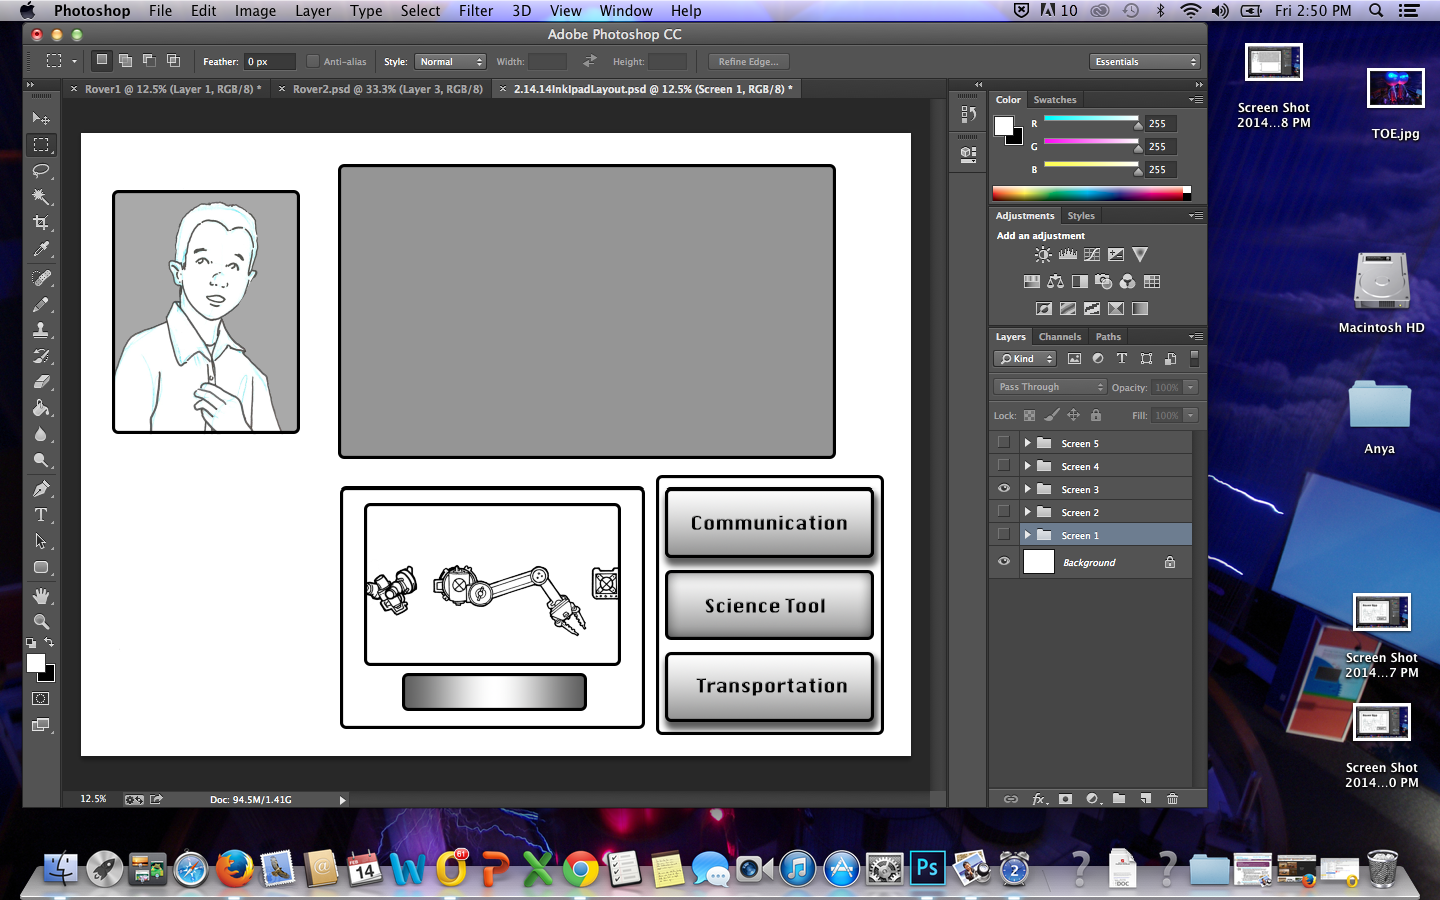 Photoshop File Edit Image Layer Type Select Filter 3D View Window Help 10 Fri 2:50 PM
Adobe Photoshop CC
Feather: 0 px Anti-alias Style: Normal Width: Height: Refine Edge... Essentials
Rover1 @ 12.5% (Layer 1, RGB/8) * Rover2.psd @ 33.3% (Layer 3, RGB/8) 2.14.14InkIpadLayout.psd @ 12.5% (Screen 1, RGB/8) *
Color Swatches
R 255
G 255
B 255
Adjustments Styles
Add an adjustment
Layers Channels Paths
Kind
Pass Through Opacity: 100%
Lock: Fill: 100%
Screen 5
Screen 4
Screen 3
Screen 2
Screen 1
Background
Communication
Science Tool
Transportation
12.5% Doc: 94.5M/1.41G
Screen Shot
2014...8 PM
TOE.jpg
Macintosh HD
Anya
Screen Shot
2014...7 PM
Screen Shot
2014...0 PM
FEB
14
61
Ps
2
DOC